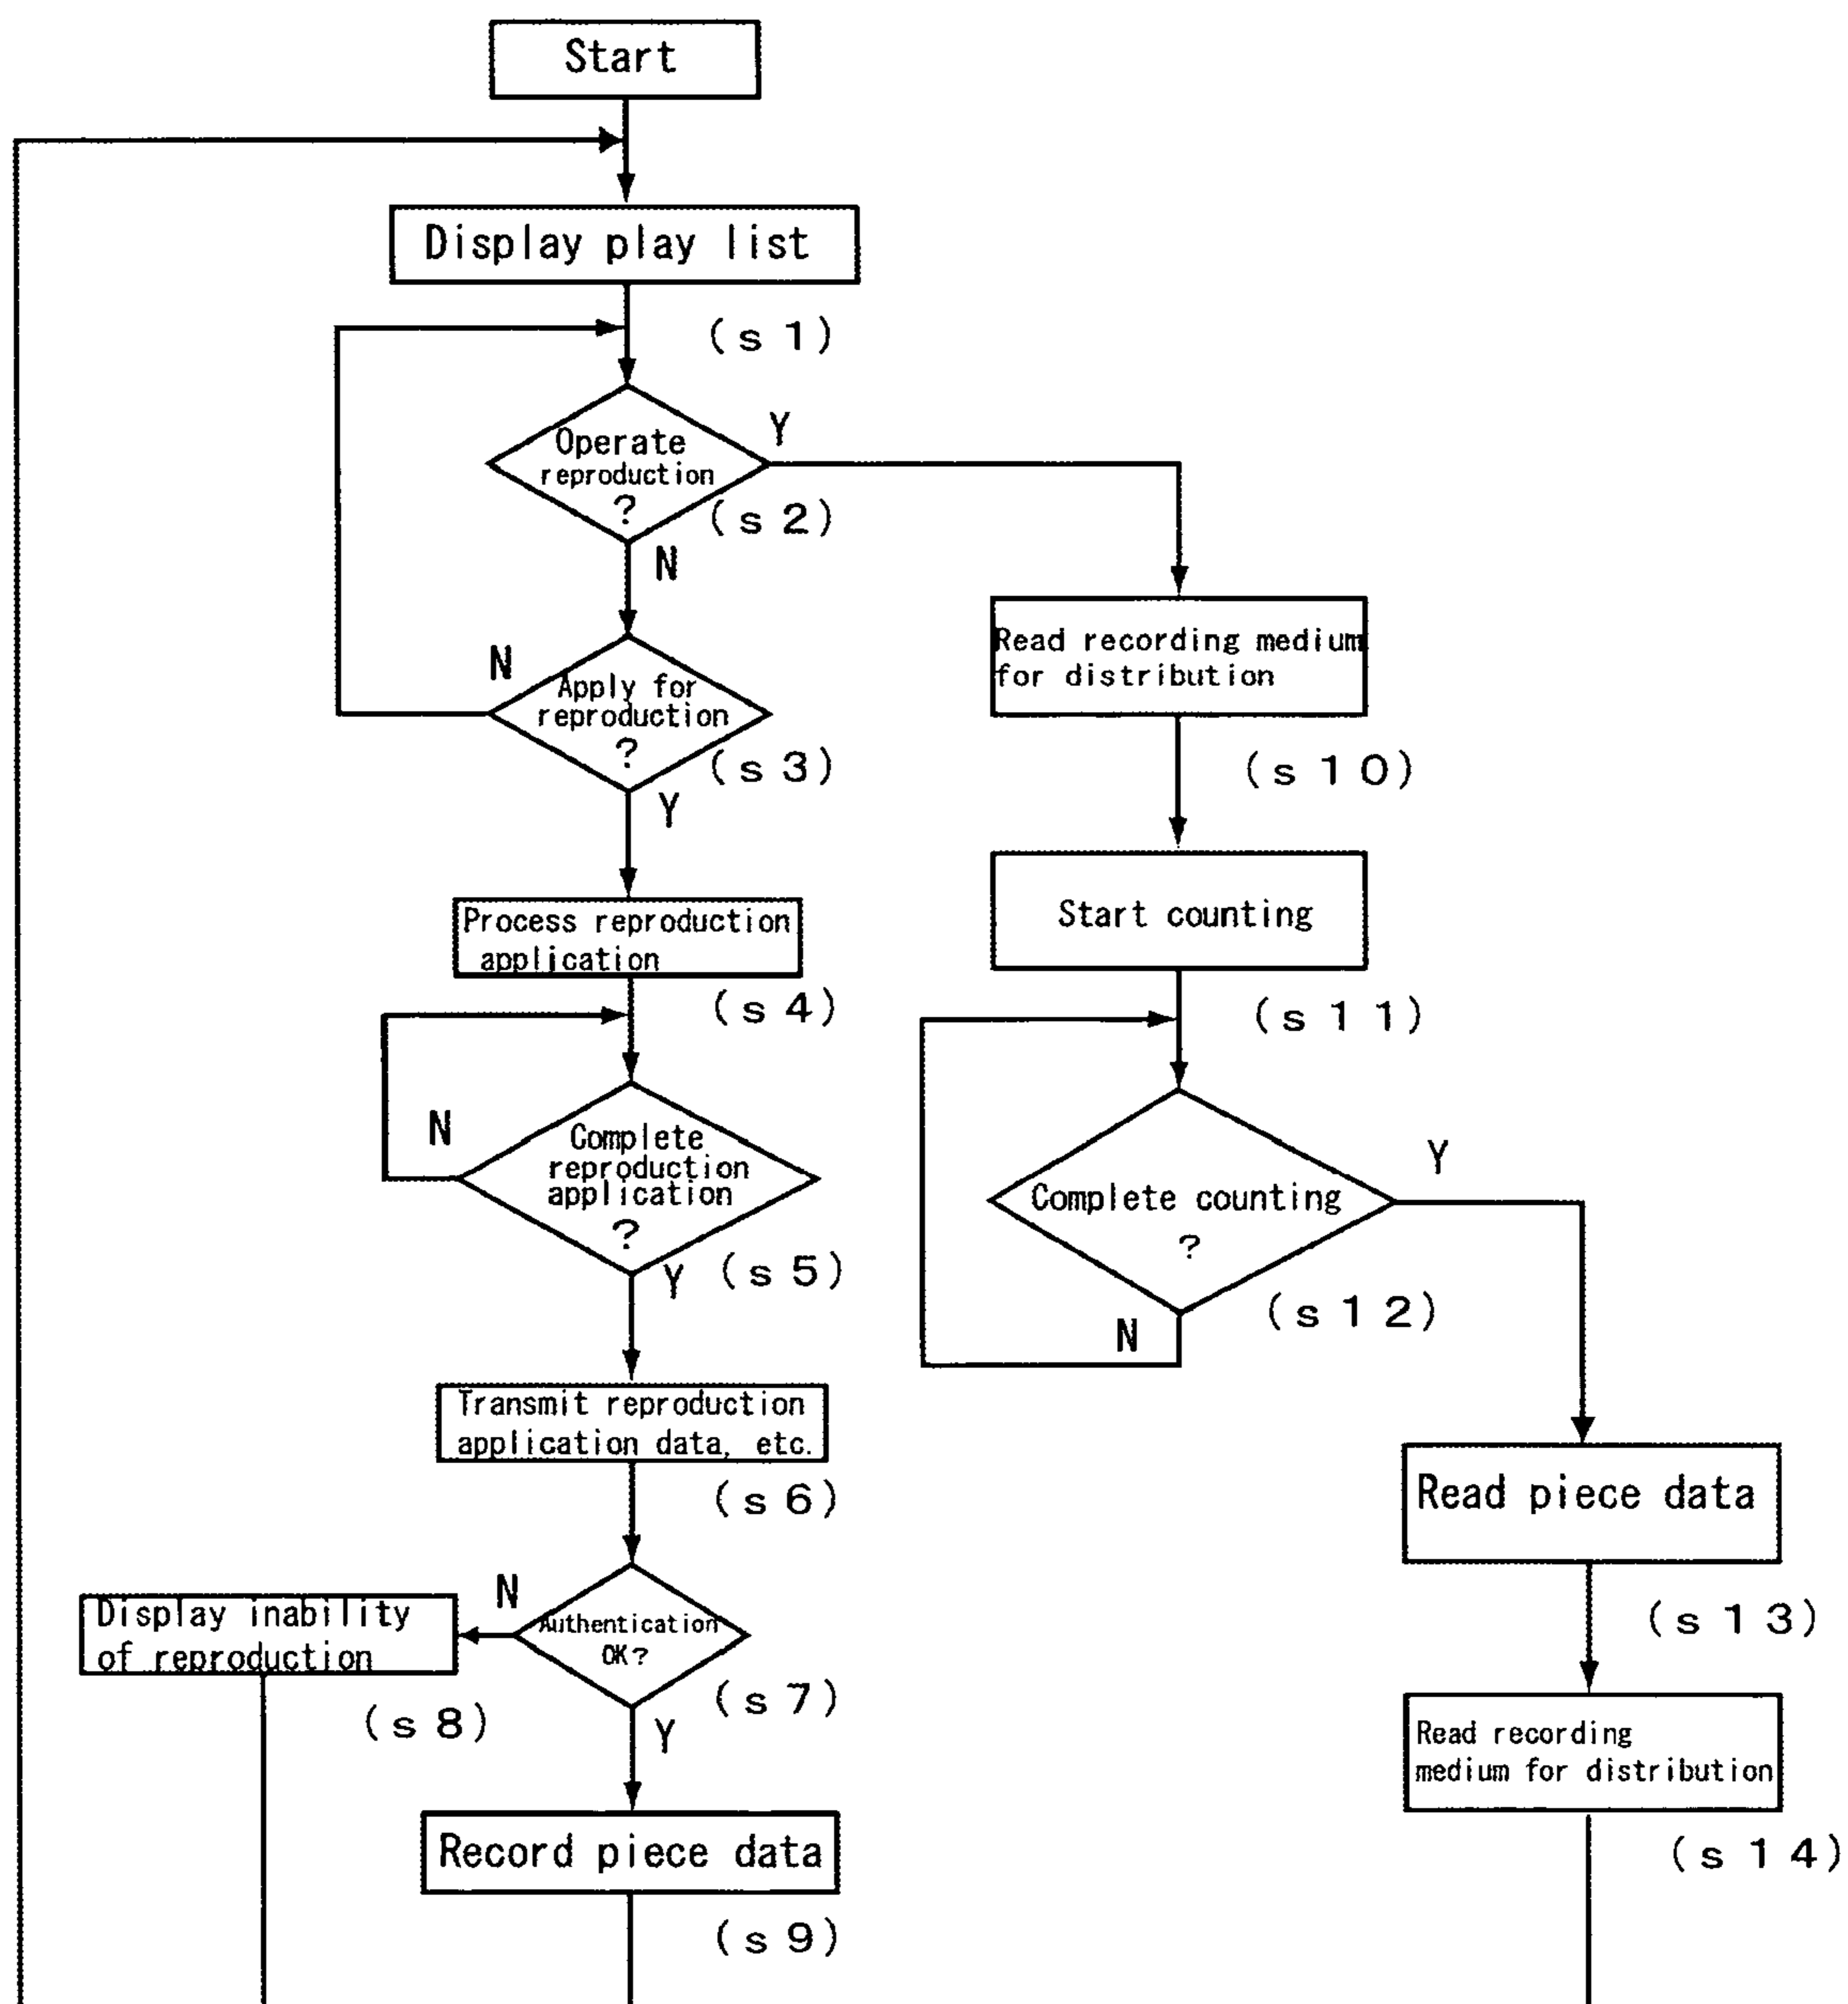 Start
Display play list
(s1)
Operate
reproduction
?
(s2)
Y
N
Apply for
reproduction
?
(s3)
N
Y
Process reproduction
application
(s4)
Complete
reproduction
application
?
(s5)
N
Y
Transmit reproduction
application data, etc.
(s6)
Authentication
OK?
(s7)
N
Y
Display inability
of reproduction
(s8)
Record piece data
(s9)
Read recording medium
for distribution
(s10)
Start counting
(s11)
Complete counting
?
(s12)
Y
N
Read piece data
(s13)
Read recording
medium for distribution
(s14)